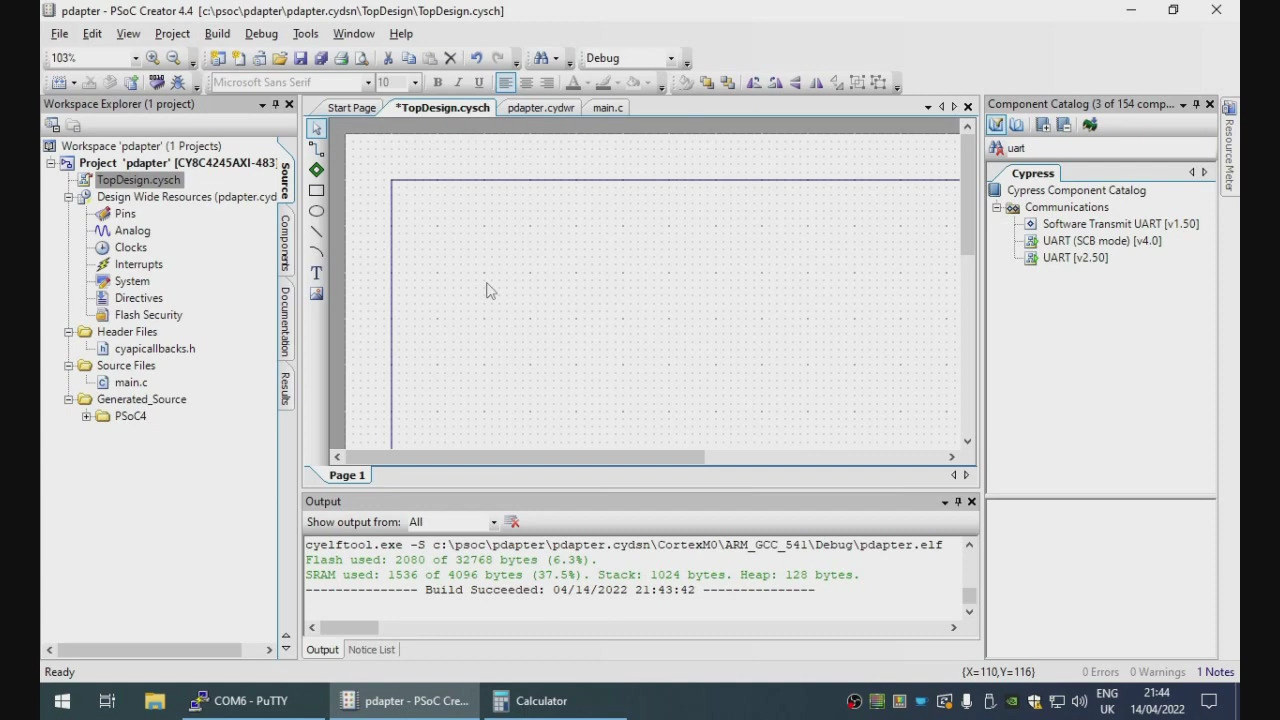 pdapter - PSoC Creator 4.4 [c:\psoc\pdapter\pdapter.cydsn\TopDesign\TopDesign.cysch]
File Edit View Project Build Debug Tools Window Help
103% Debug
Microsoft Sans Serif 10 B I U
Workspace Explorer (1 project)
Workspace 'pdapter' (1 Projects)
Project 'pdapter' [CY8C4245AXI-483]
TopDesign.cysch
Design Wide Resources (pdapter.cyd
Pins
Analog
Clocks
Interrupts
System
Directives
Flash Security
Header Files
cyapicallbacks.h
Source Files
main.c
Generated_Source
PSoC4
Source
Components
Documentation
Results
Start Page *TopDesign.cysch pdapter.cydwr main.c
T
Page 1
Component Catalog (3 of 154 comp...
uart
Cypress
Cypress Component Catalog
Communications
Software Transmit UART [v1.50]
UART (SCB mode) [v4.0]
UART [v2.50]
Resource Meter
Output
Show output from: All
cyelftool.exe -S c:\psoc\pdapter\pdapter.cydsn\CortexM0\ARM_GCC_541\Debug\pdapter.elf
Flash used: 2080 of 32768 bytes (6.3%).
SRAM used: 1536 of 4096 bytes (37.5%). Stack: 1024 bytes. Heap: 128 bytes.
--------------- Build Succeeded: 04/14/2022 21:43:42 ---------------
Output Notice List
Ready {X=110,Y=116} 0 Errors 0 Warnings 1 Notes
COM6 - PuTTY pdapter - PSoC Cre... Calculator
ENG
UK
21:44
14/04/2022